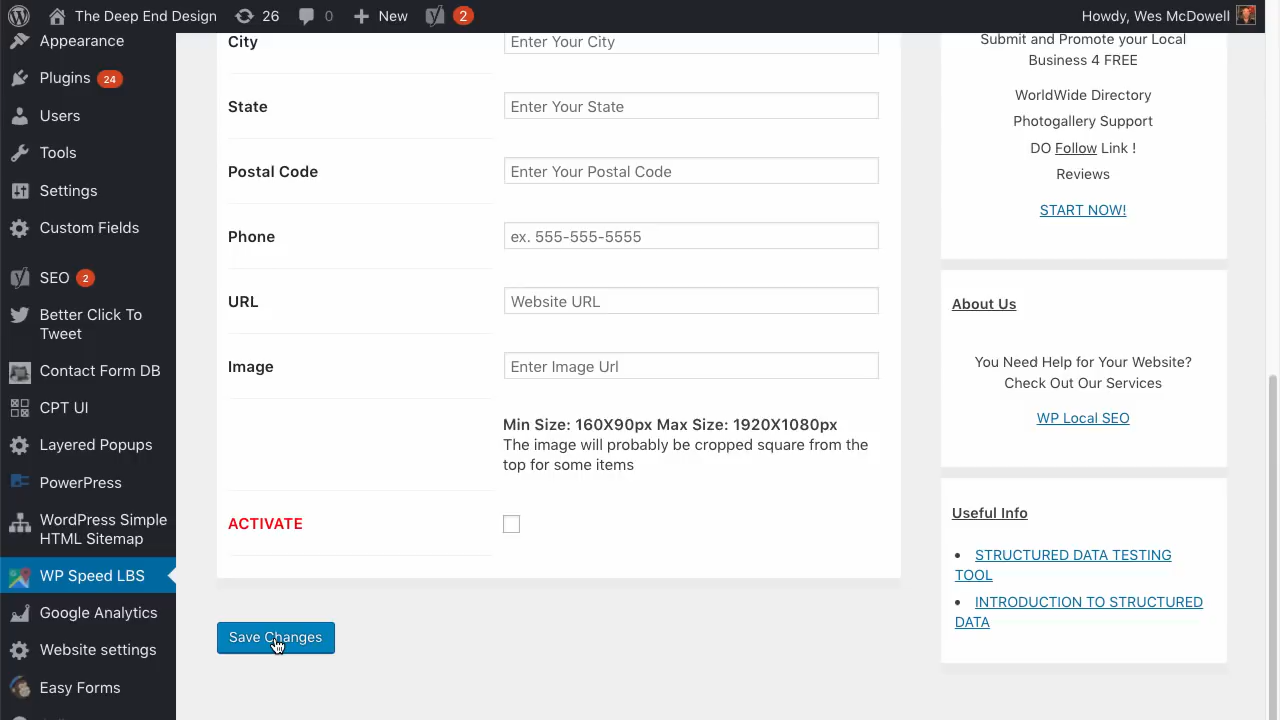 The Deep End Design 26 0 New 2 Howdy, Wes McDowell
Appearance
Plugins 24
Users
Tools
Settings
Custom Fields
SEO 2
Better Click To
Tweet
Contact Form DB
CPT UI
Layered Popups
PowerPress
WordPress Simple
HTML Sitemap
WP Speed LBS
Google Analytics
Website settings
Easy Forms
City Enter Your City
State Enter Your State
Postal Code Enter Your Postal Code
Phone ex. 555-555-5555
URL Website URL
Image Enter Image Url
Min Size: 160X90px Max Size: 1920X1080px
The image will probably be cropped square from the
top for some items
ACTIVATE
Save Changes
Submit and Promote your Local
Business 4 FREE
WorldWide Directory
Photogallery Support
DO Follow Link !
Reviews
START NOW!
About Us
You Need Help for Your Website?
Check Out Our Services
WP Local SEO
Useful Info
• STRUCTURED DATA TESTING
TOOL
• INTRODUCTION TO STRUCTURED
DATA